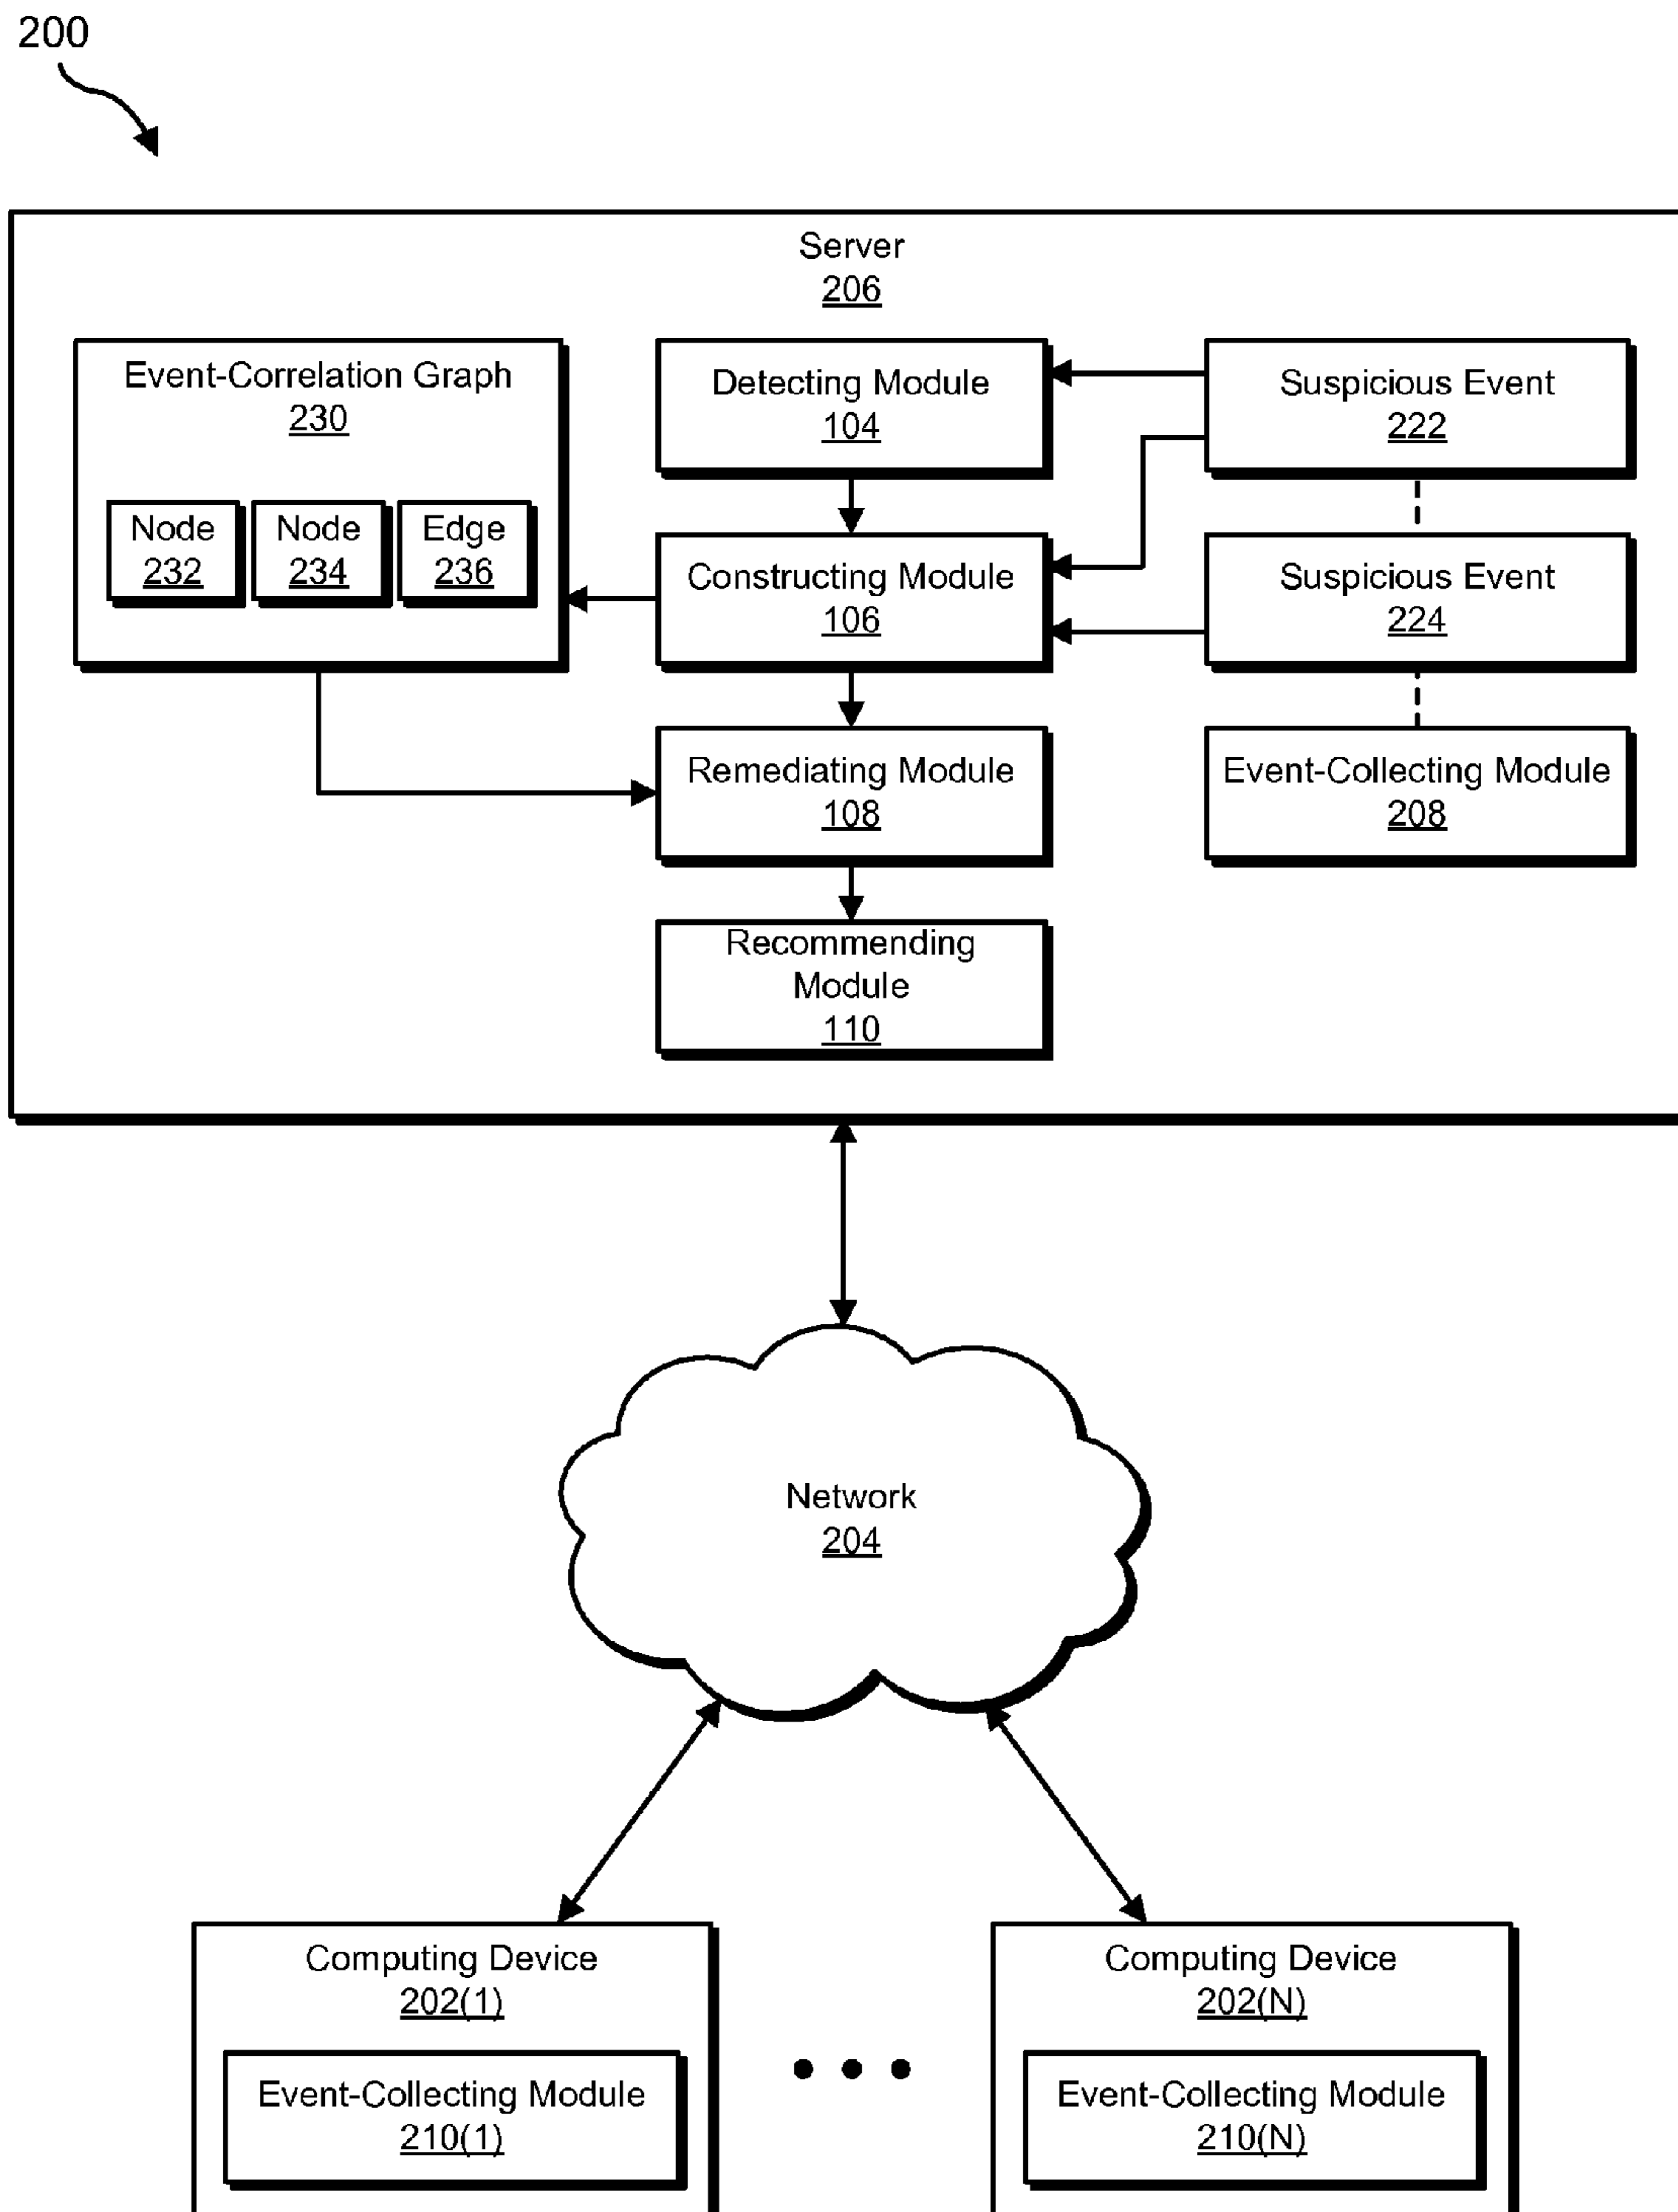 200
Server
206
Event-Correlation Graph
230
Node
232
Node
234
Edge
236
Detecting Module
104
Constructing Module
106
Remediating Module
108
Recommending
Module
110
Suspicious Event
222
Suspicious Event
224
Event-Collecting Module
208
Network
204
Computing Device
202(1)
Event-Collecting Module
210(1)
Computing Device
202(N)
Event-Collecting Module
210(N)